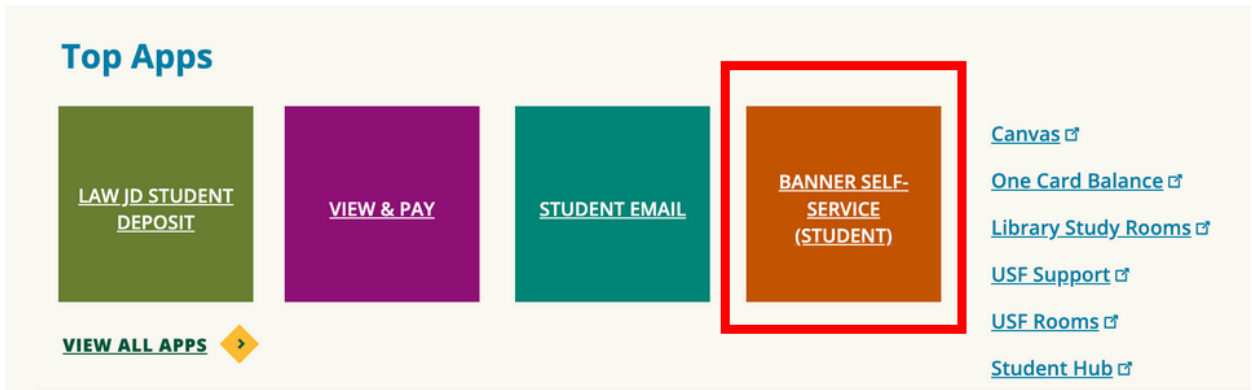 Top Apps
LAW JD STUDENT
DEPOSIT
VIEW & PAY
STUDENT EMAIL
BANNER SELF-
SERVICE
(STUDENT)
Canvas
One Card Balance
Library Study Rooms
USF Support
USF Rooms
Student Hub
VIEW ALL APPS